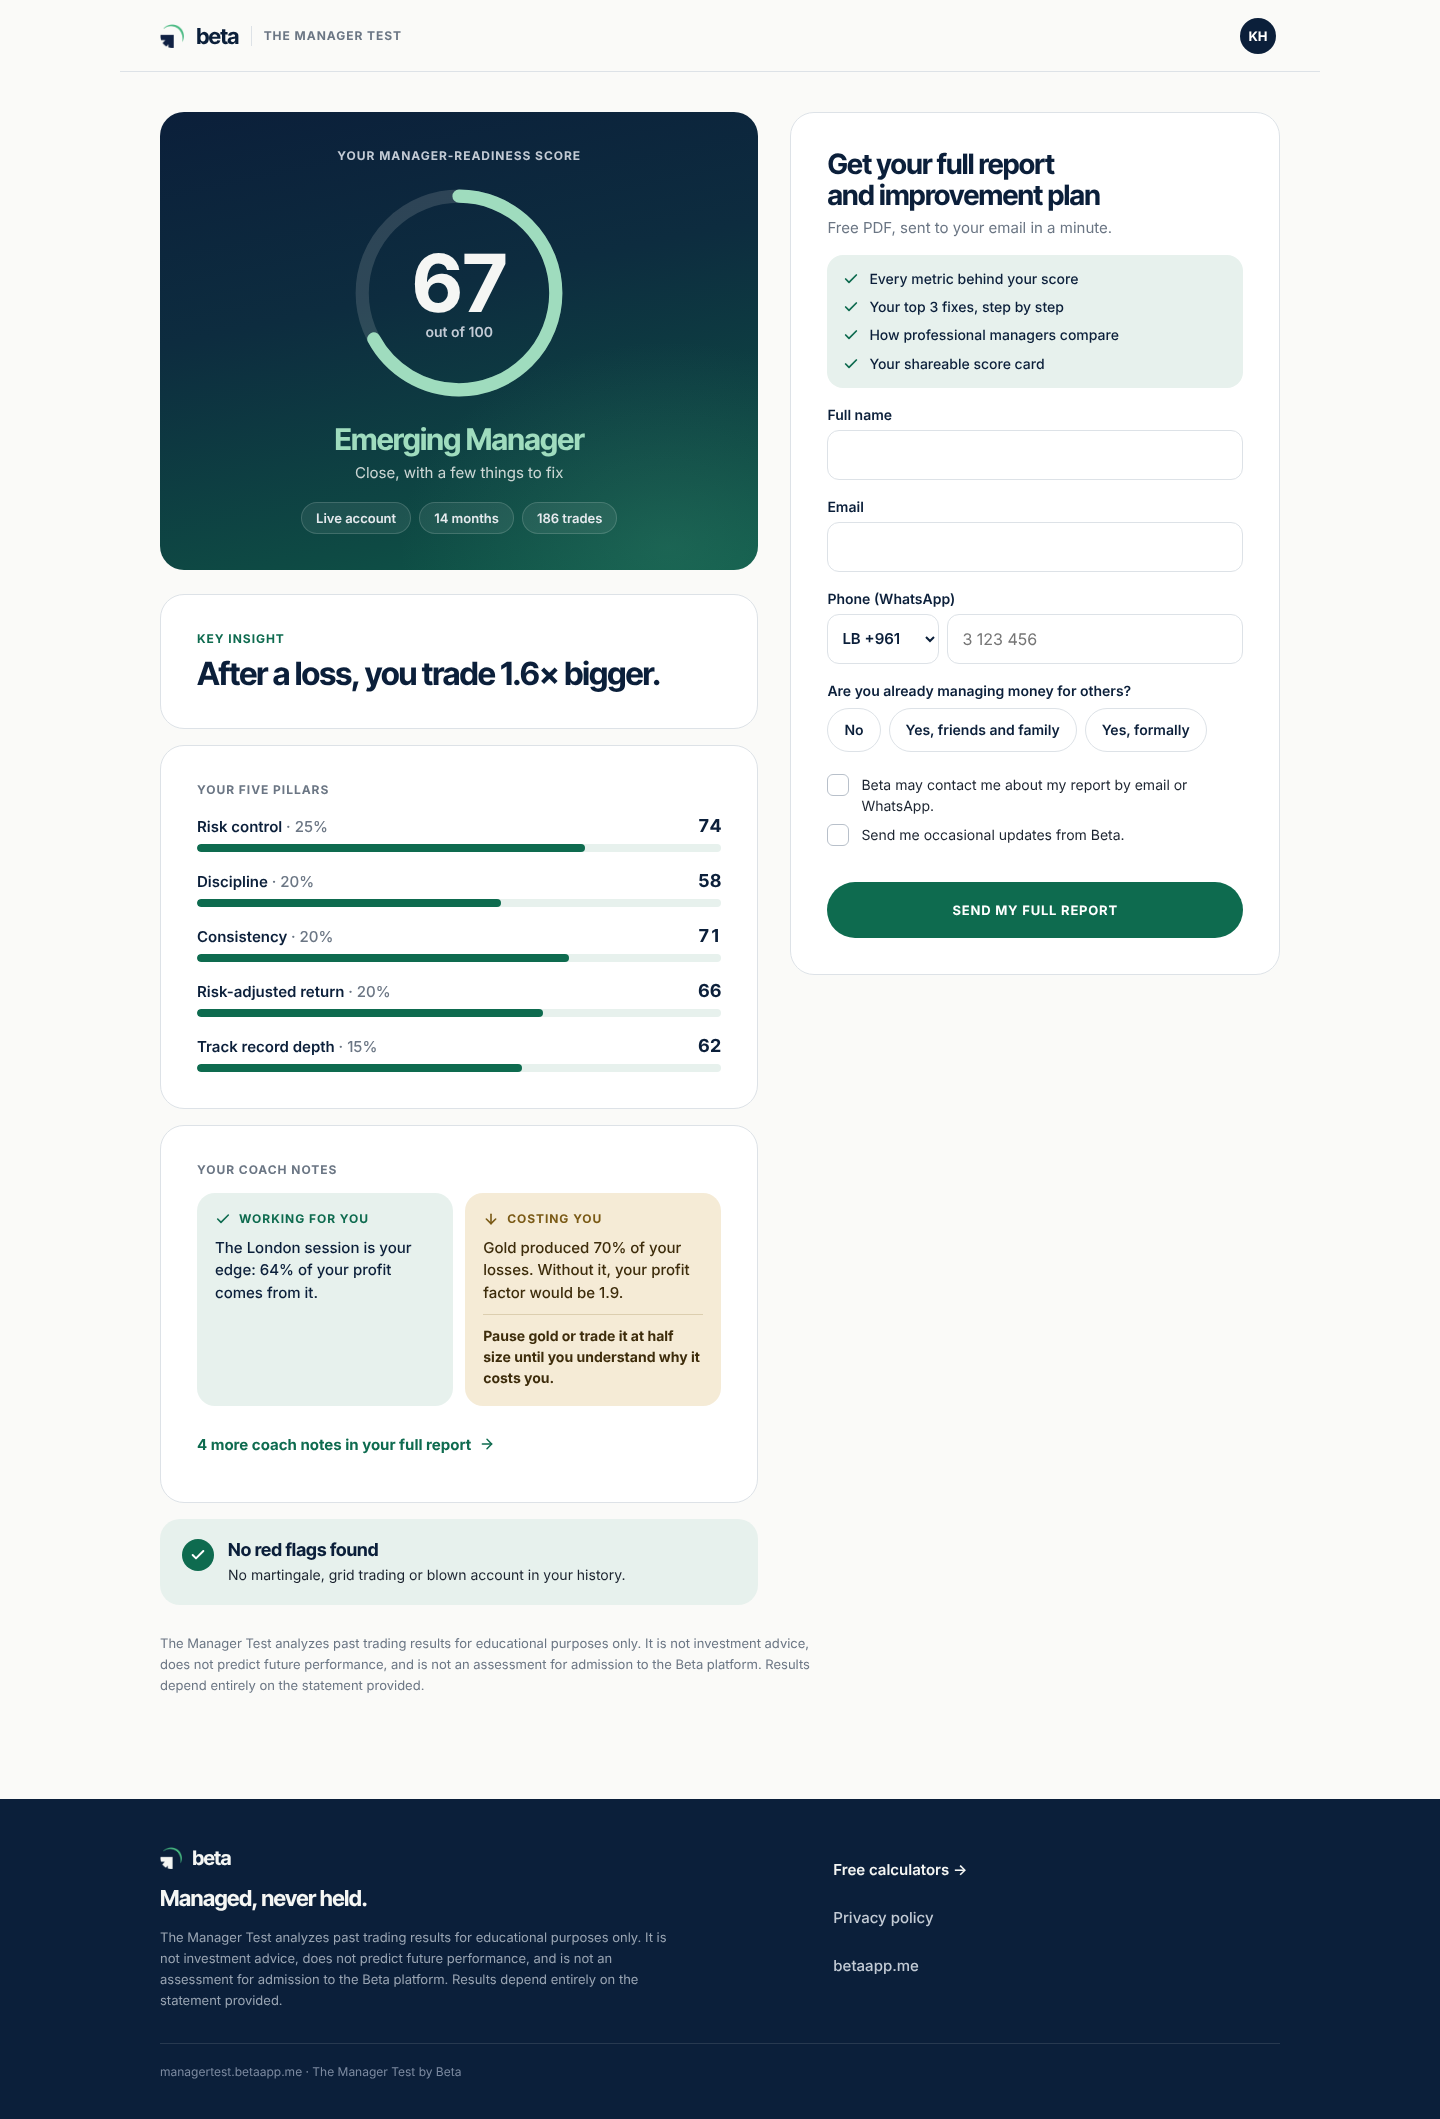 beta
THE MANAGER TEST
KH
YOUR MANAGER-READINESS SCORE
67
out of 100
Emerging Manager
Close, with a few things to fix
Live account
14 months
186 trades
KEY INSIGHT
After a loss, you trade 1.6× bigger.
YOUR FIVE PILLARS
Risk control · 25% 74
Discipline · 20% 58
Consistency · 20% 71
Risk-adjusted return · 20% 66
Track record depth · 15% 62
YOUR COACH NOTES
WORKING FOR YOU
The London session is your
edge: 64% of your profit
comes from it.
COSTING YOU
Gold produced 70% of your
losses. Without it, your profit
factor would be 1.9.
Pause gold or trade it at half
size until you understand why it
costs you.
4 more coach notes in your full report →
No red flags found
No martingale, grid trading or blown account in your history.
The Manager Test analyzes past trading results for educational purposes only. It is not investment advice,
does not predict future performance, and is not an assessment for admission to the Beta platform. Results
depend entirely on the statement provided.
Get your full report
and improvement plan
Free PDF, sent to your email in a minute.
Every metric behind your score
Your top 3 fixes, step by step
How professional managers compare
Your shareable score card
Full name
Email
Phone (WhatsApp)
LB +961
3 123 456
Are you already managing money for others?
No
Yes, friends and family
Yes, formally
Beta may contact me about my report by email or
WhatsApp.
Send me occasional updates from Beta.
SEND MY FULL REPORT
beta
Managed, never held.
The Manager Test analyzes past trading results for educational purposes only. It is
not investment advice, does not predict future performance, and is not an
assessment for admission to the Beta platform. Results depend entirely on the
statement provided.
Free calculators →
Privacy policy
betaapp.me
managertest.betaapp.me · The Manager Test by Beta